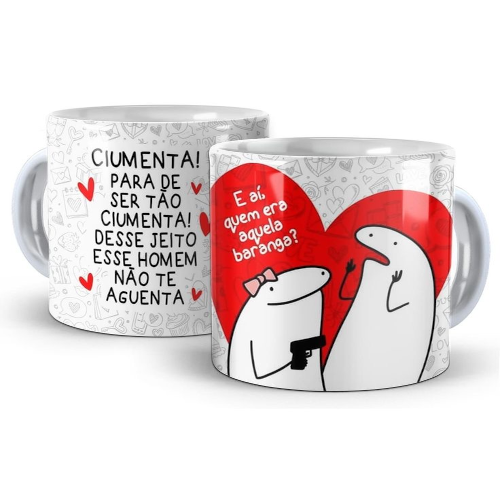 CIUMENTA!
PARA DE
SER TÃO
CIUMENTA!
DESSE JEITO
ESSE HOMEM
NÃO TE
AGUENTA
E aí,
quem era
aquela
baranga?